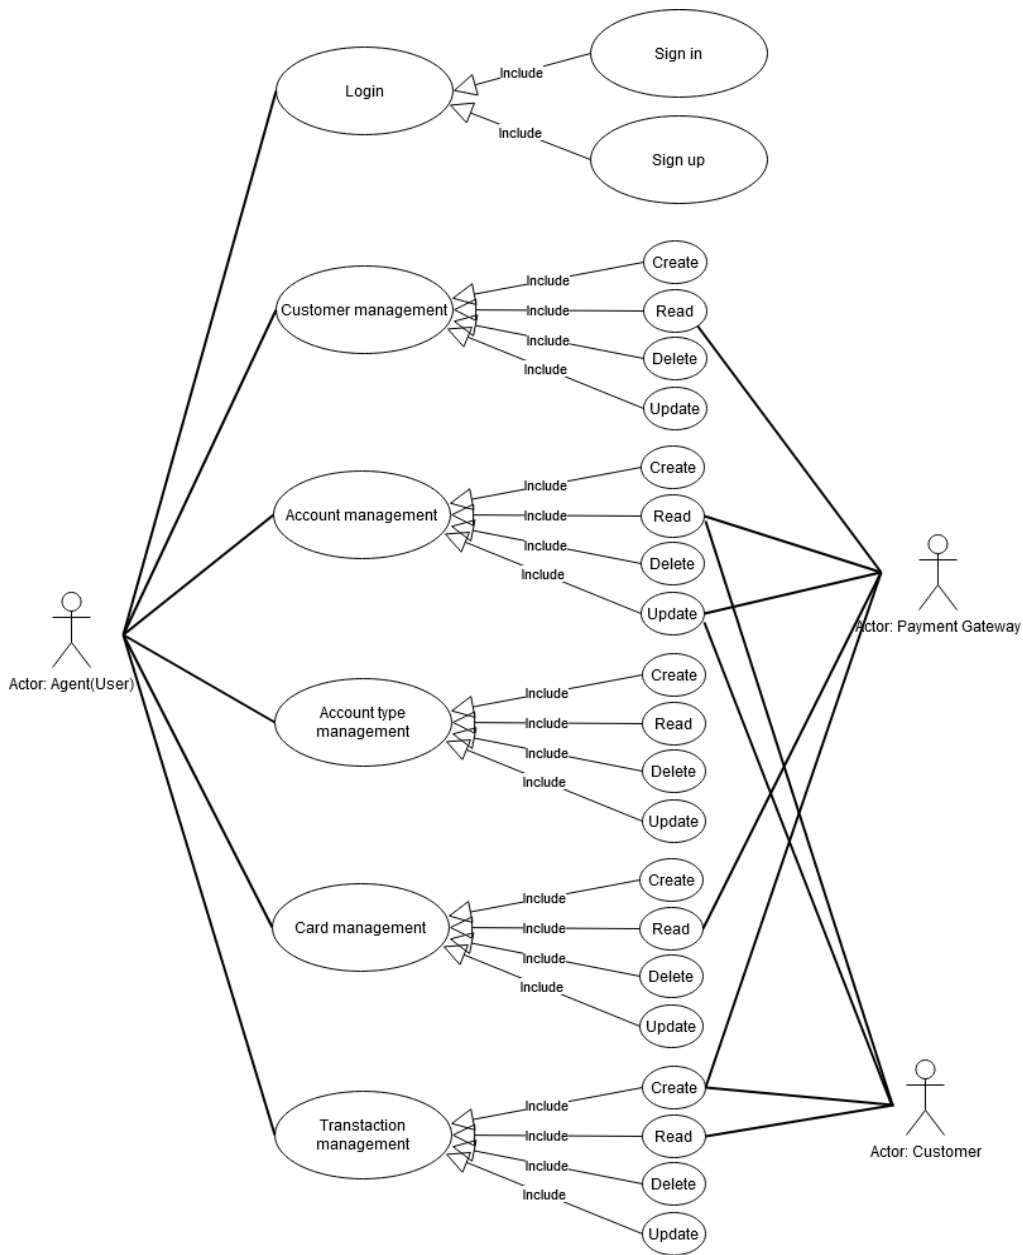 Sign in
Include
Login
Include
Sign up
Create
Include
Customer management
Include
Read
Include
Delete
Include
Update
Create
Include
Account management
Include
Read
Include
Delete
Include
Update
Actor: Payment Gateway
Actor: Agent(User)
Create
Include
Account type
management
Include
Read
Include
Delete
Include
Update
Create
Include
Card management
Include
Read
Include
Delete
Include
Update
Create
Include
Transtaction
management
Include
Read
Include
Delete
Include
Update
Actor: Customer